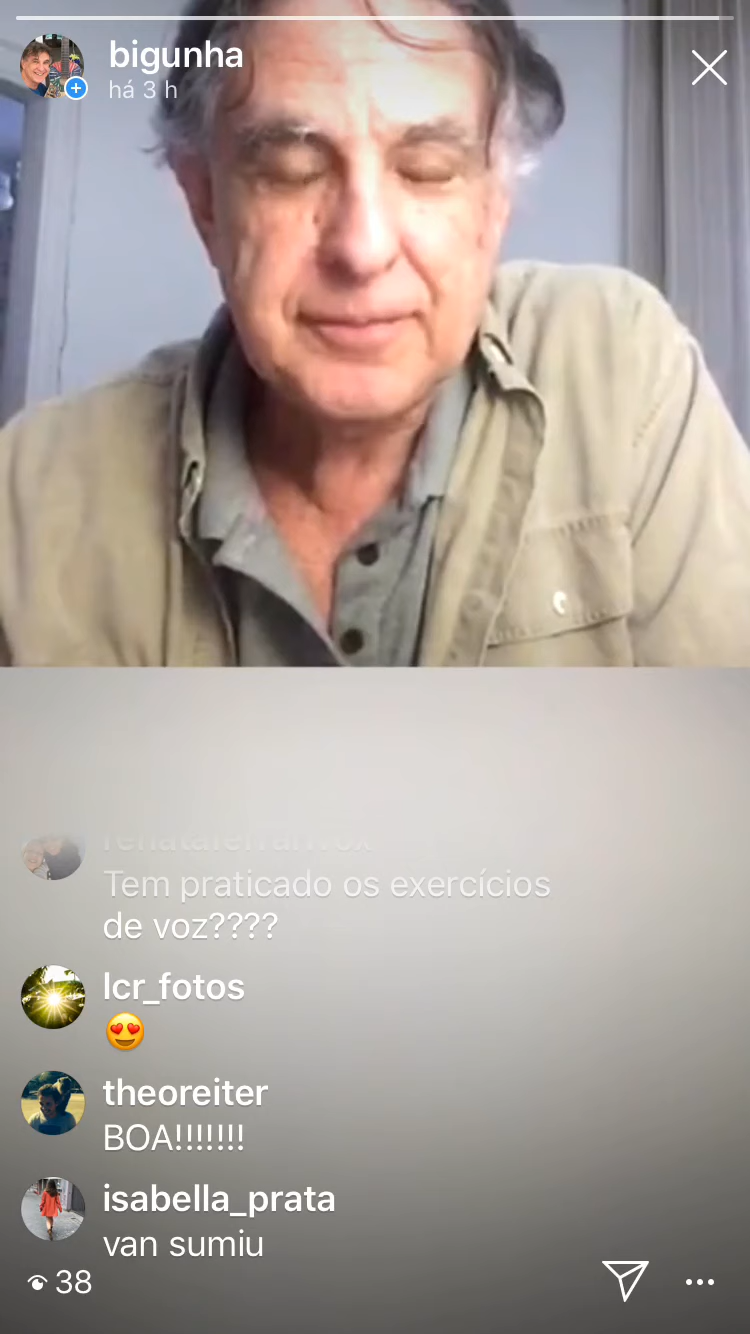 bigunha
há 3 h
Tem praticado os exercícios
de voz????
lcr_fotos
😍
theoreiter
BOA!!!!!!!
isabella_prata
van sumiu
38